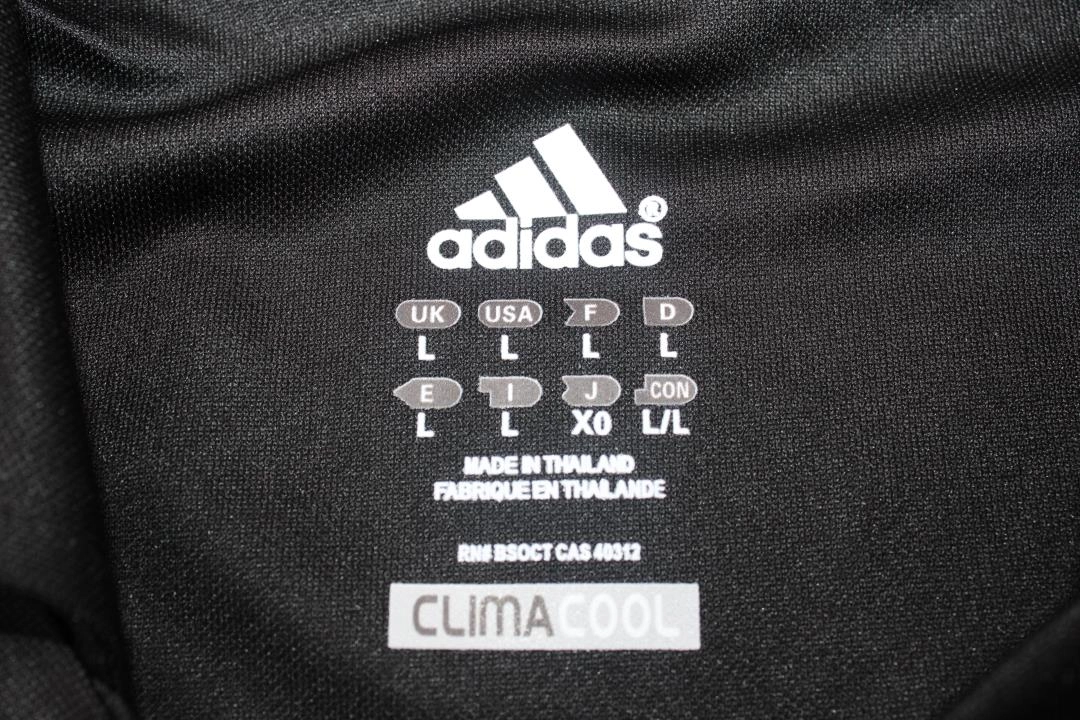 adidas®
UK USA F D
L L L L
E I J CON
L L XO L/L
MADE IN THAILAND
FABRIQUE EN THAILANDE
RN# BSOCT CAS 40312
CLIMACOOL